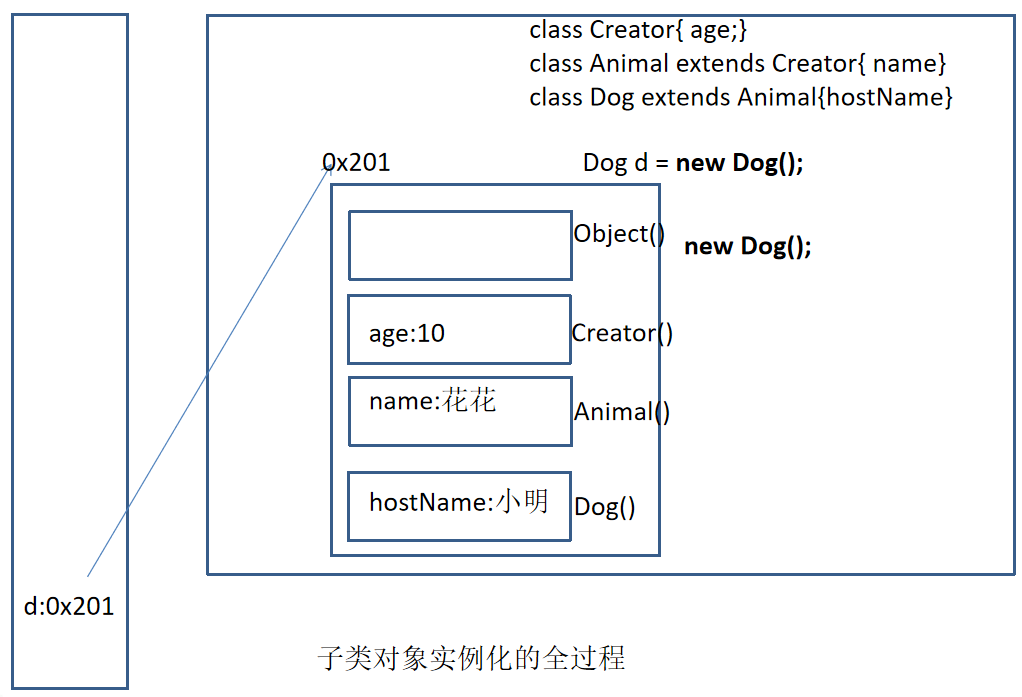 class Creator{ age;}
class Animal extends Creator{ name}
class Dog extends Animal{hostName}
0x201
Dog d = new Dog();
Object()
new Dog();
age:10
Creator()
name:花花
Animal()
hostName:小明
Dog()
d:0x201
子类对象实例化的全过程